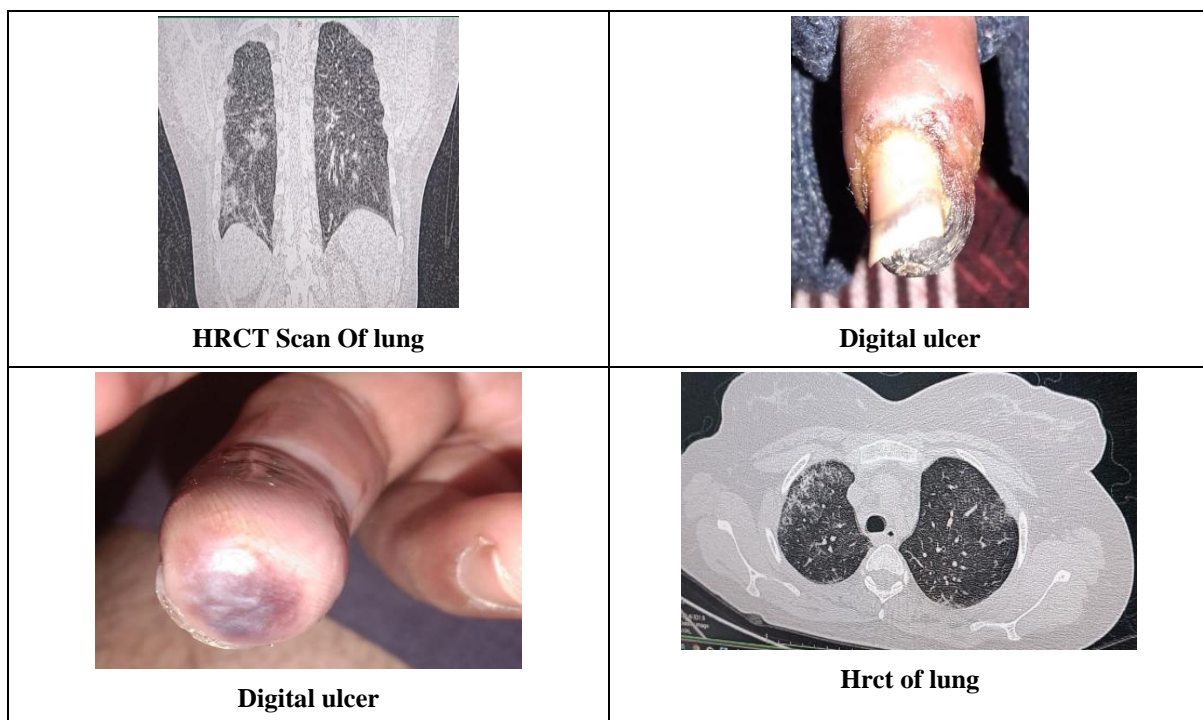 HRCT Scan Of lung
Digital ulcer
Digital ulcer
Hrct of lung